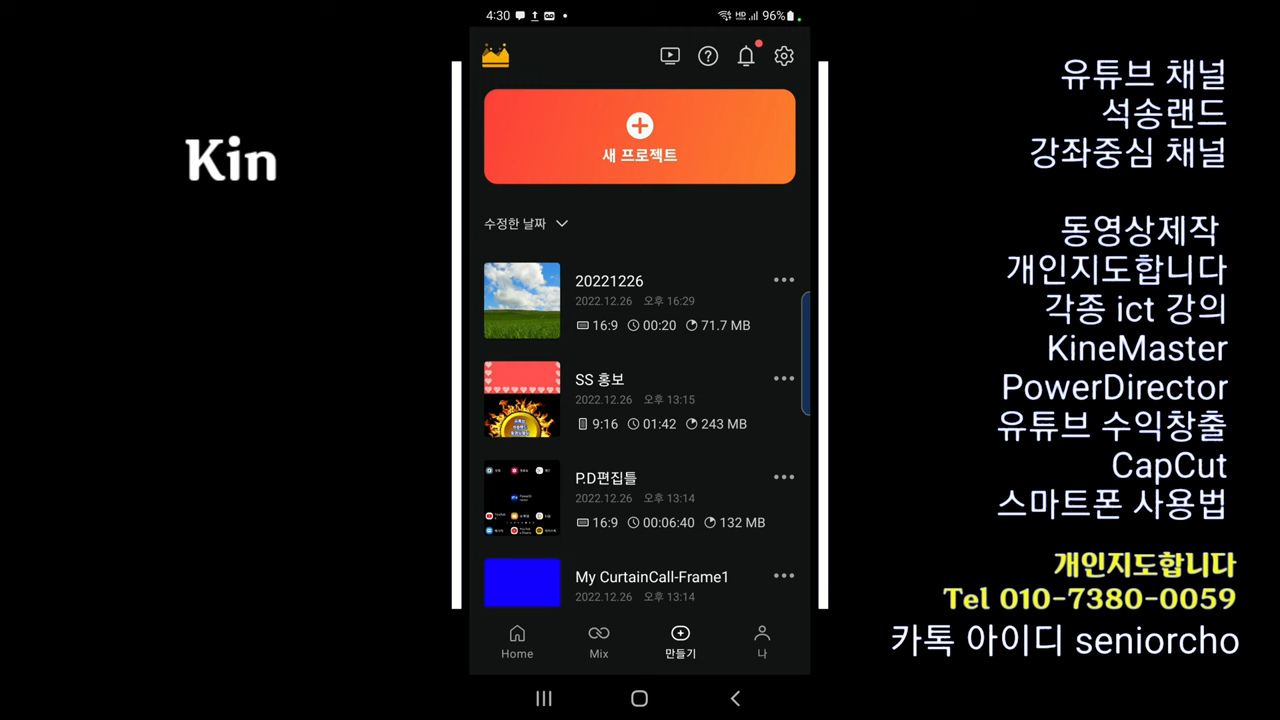 Kin
4:30
HD
96%
새 프로젝트
수정한 날짜
20221226
2022.12.26 오후 16:29
16:9 00:20 71.7 MB
SS 홍보
2022.12.26 오후 13:15
9:16 01:42 243 MB
P.D편집틀
2022.12.26 오후 13:14
16:9 00:06:40 132 MB
My CurtainCall-Frame1
2022.12.26 오후 13:14
Home
Mix
만들기
나
유튜브 채널
석송랜드
강좌중심 채널
동영상제작
개인지도합니다
각종 ict 강의
KineMaster
PowerDirector
유튜브 수익창출
CapCut
스마트폰 사용법
개인지도합니다
Tel 010-7380-0059
카톡 아이디 seniorcho